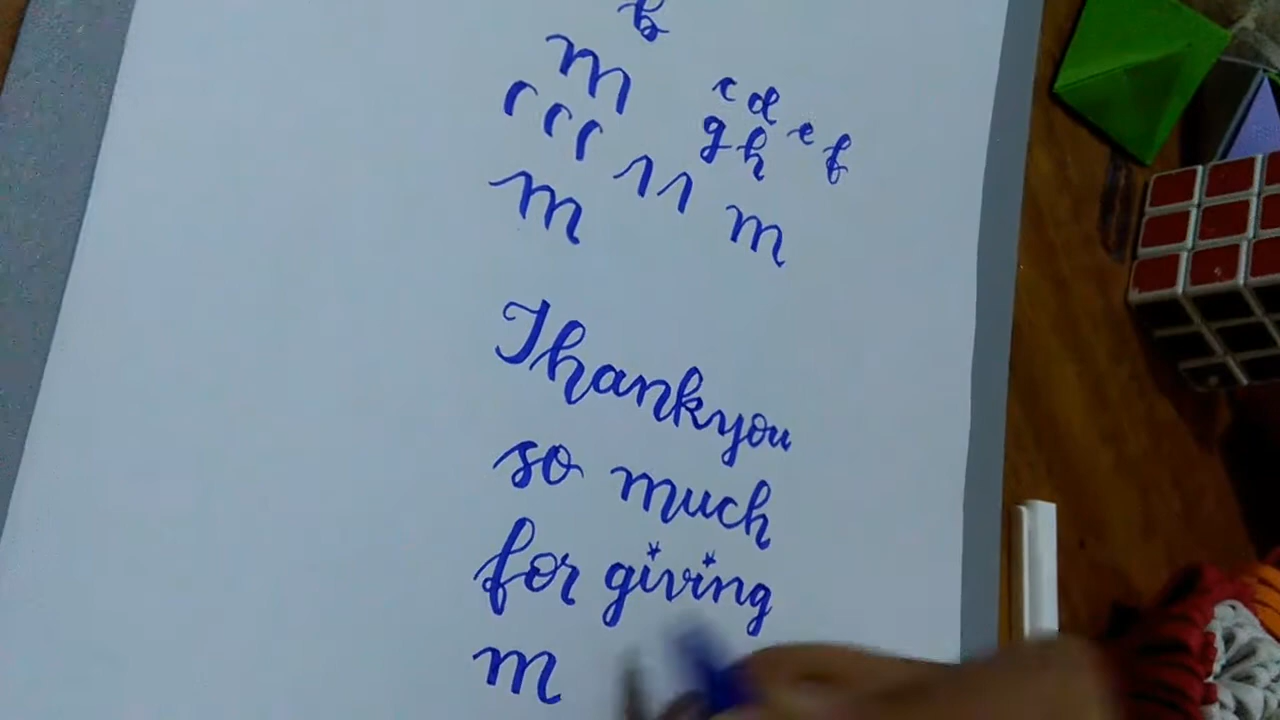 b
m
c d e f
g h
m m
Thankyou
so much
for giving
m